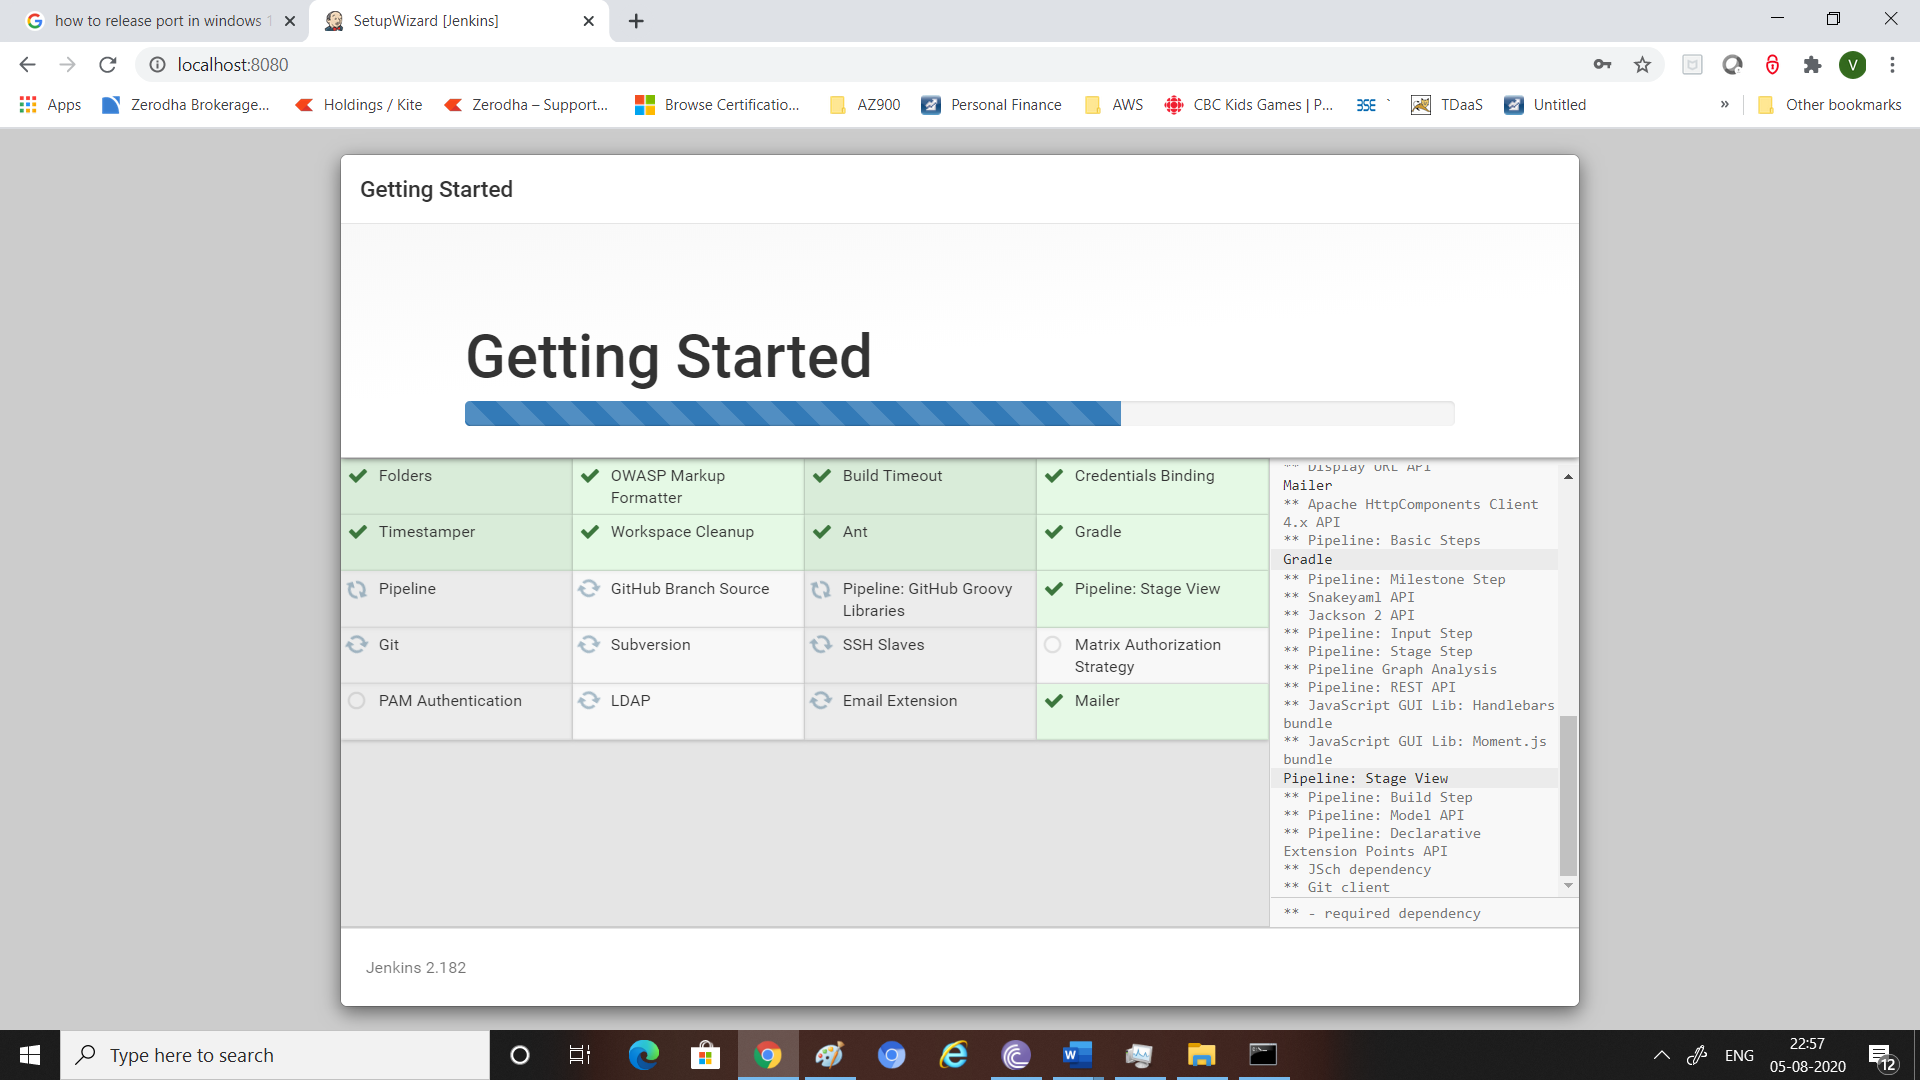 how to release port in windows 1
SetupWizard [Jenkins]
localhost:8080
V
Apps
Zerodha Brokerage...
Holdings / Kite
Zerodha – Support...
Browse Certificatio...
AZ900
Personal Finance
AWS
CBC Kids Games | P...
BSE
`
TDaaS
Untitled
»
Other bookmarks
Getting Started
Getting Started
Folders
OWASP Markup
Formatter
Build Timeout
Credentials Binding
Timestamper
Workspace Cleanup
Ant
Gradle
Pipeline
GitHub Branch Source
Pipeline: GitHub Groovy
Libraries
Pipeline: Stage View
Git
Subversion
SSH Slaves
Matrix Authorization
Strategy
PAM Authentication
LDAP
Email Extension
Mailer
** Display URL API
Mailer
** Apache HttpComponents Client
4.x API
** Pipeline: Basic Steps
Gradle
** Pipeline: Milestone Step
** Snakeyaml API
** Jackson 2 API
** Pipeline: Input Step
** Pipeline: Stage Step
** Pipeline Graph Analysis
** Pipeline: REST API
** JavaScript GUI Lib: Handlebars
bundle
** JavaScript GUI Lib: Moment.js
bundle
Pipeline: Stage View
** Pipeline: Build Step
** Pipeline: Model API
** Pipeline: Declarative
Extension Points API
** JSch dependency
** Git client
** - required dependency
Jenkins 2.182
Type here to search
ENG
22:57
05-08-2020
12